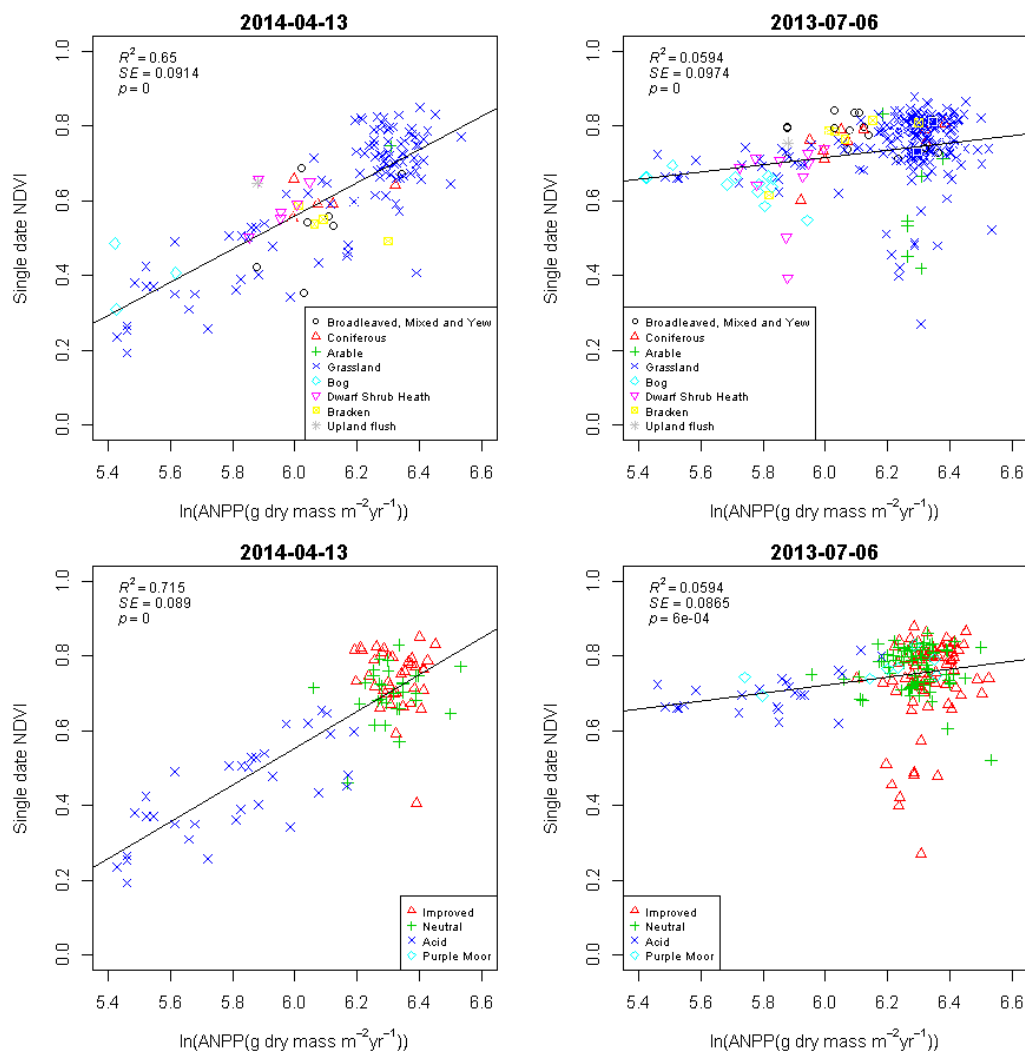 2014-04-13
R² = 0.65
SE = 0.0914
p = 0
Single date NDVI
0.0 0.2 0.4 0.6 0.8 1.0
Broadleaved, Mixed and Yew
Coniferous
Arable
Grassland
Bog
Dwarf Shrub Heath
Bracken
Upland flush
5.4 5.6 5.8 6.0 6.2 6.4 6.6
ln(ANPP(g dry mass m⁻²yr⁻¹))
2013-07-06
R² = 0.0594
SE = 0.0974
p = 0
Single date NDVI
0.0 0.2 0.4 0.6 0.8 1.0
Broadleaved, Mixed and Yew
Coniferous
Arable
Grassland
Bog
Dwarf Shrub Heath
Bracken
Upland flush
5.4 5.6 5.8 6.0 6.2 6.4 6.6
ln(ANPP(g dry mass m⁻²yr⁻¹))
2014-04-13
R² = 0.715
SE = 0.089
p = 0
Single date NDVI
0.0 0.2 0.4 0.6 0.8 1.0
Improved
Neutral
Acid
Purple Moor
5.4 5.6 5.8 6.0 6.2 6.4 6.6
ln(ANPP(g dry mass m⁻²yr⁻¹))
2013-07-06
R² = 0.0594
SE = 0.0865
p = 6e-04
Single date NDVI
0.0 0.2 0.4 0.6 0.8 1.0
Improved
Neutral
Acid
Purple Moor
5.4 5.6 5.8 6.0 6.2 6.4 6.6
ln(ANPP(g dry mass m⁻²yr⁻¹))